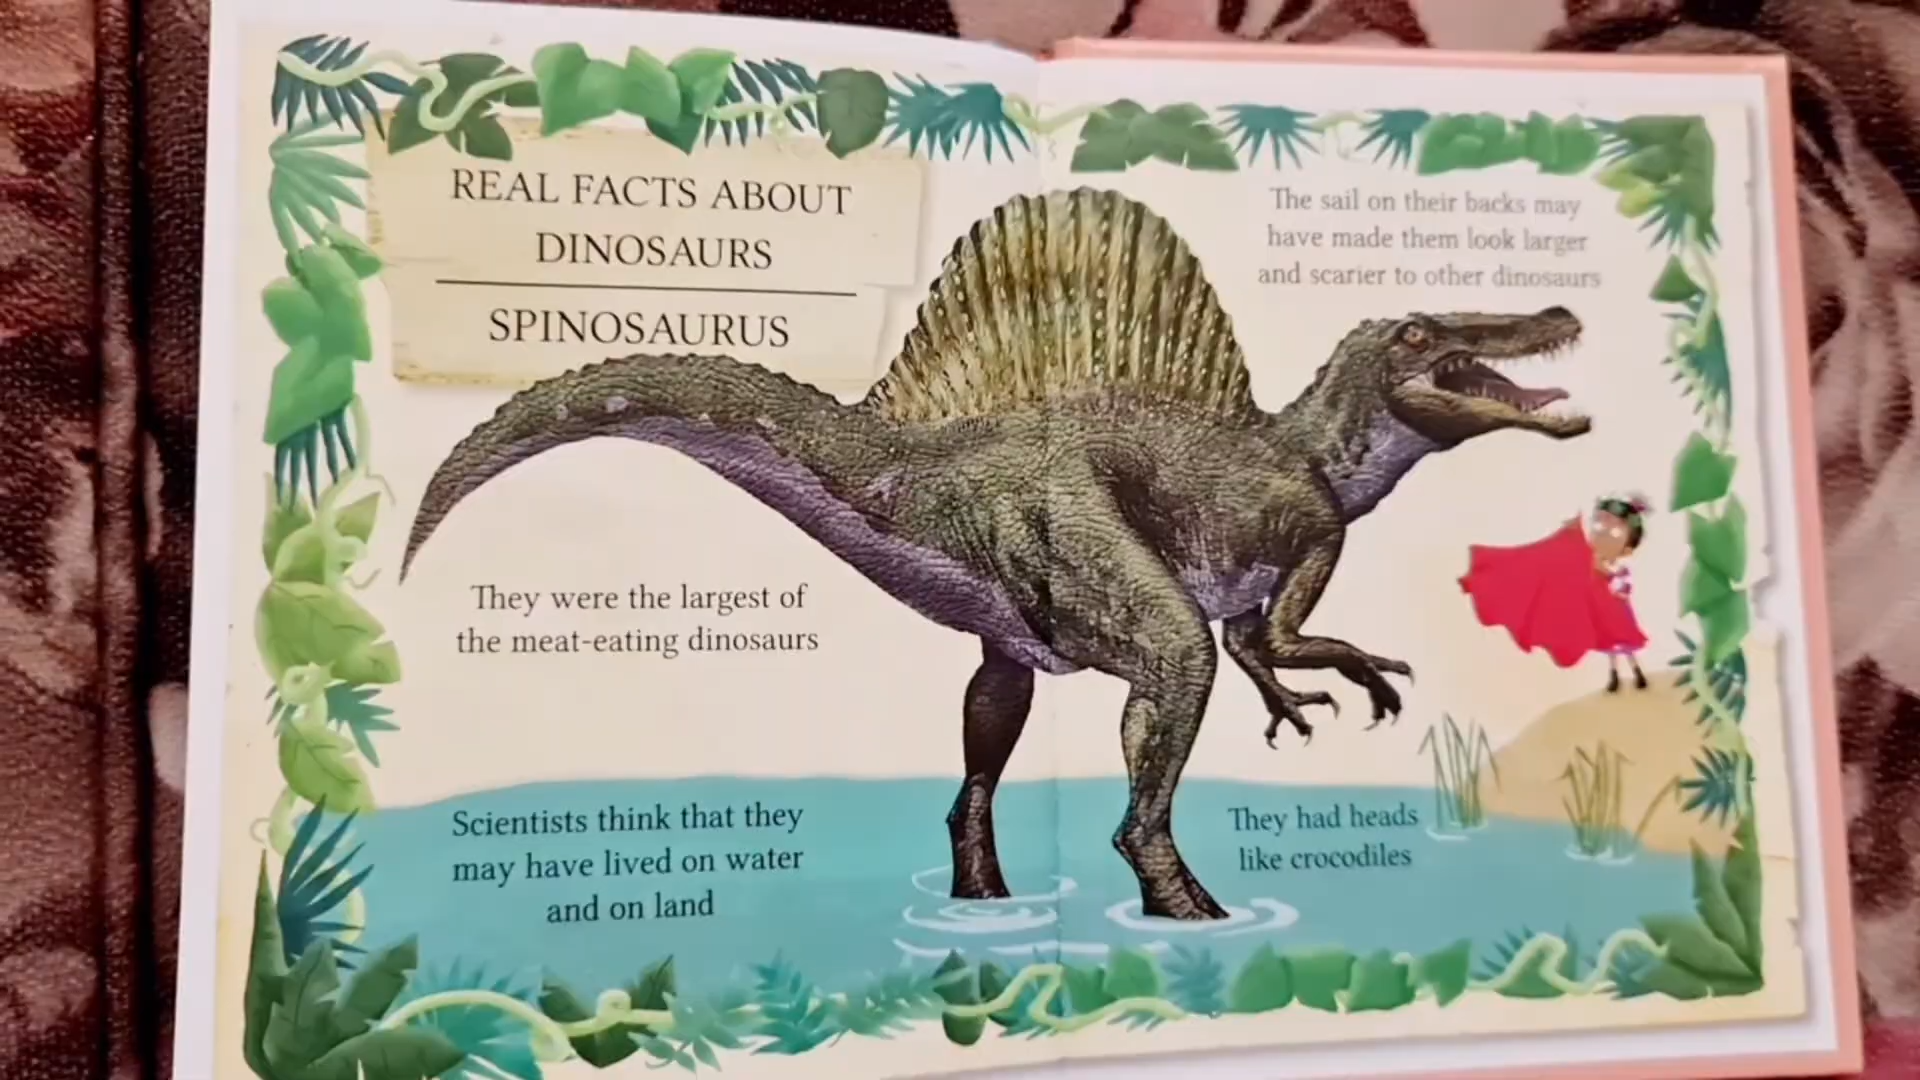 REAL FACTS ABOUT
DINOSAURS
SPINOSAURUS
The sail on their backs may
have made them look larger
and scarier to other dinosaurs
They were the largest of
the meat-eating dinosaurs
Scientists think that they
may have lived on water
and on land
They had heads
like crocodiles